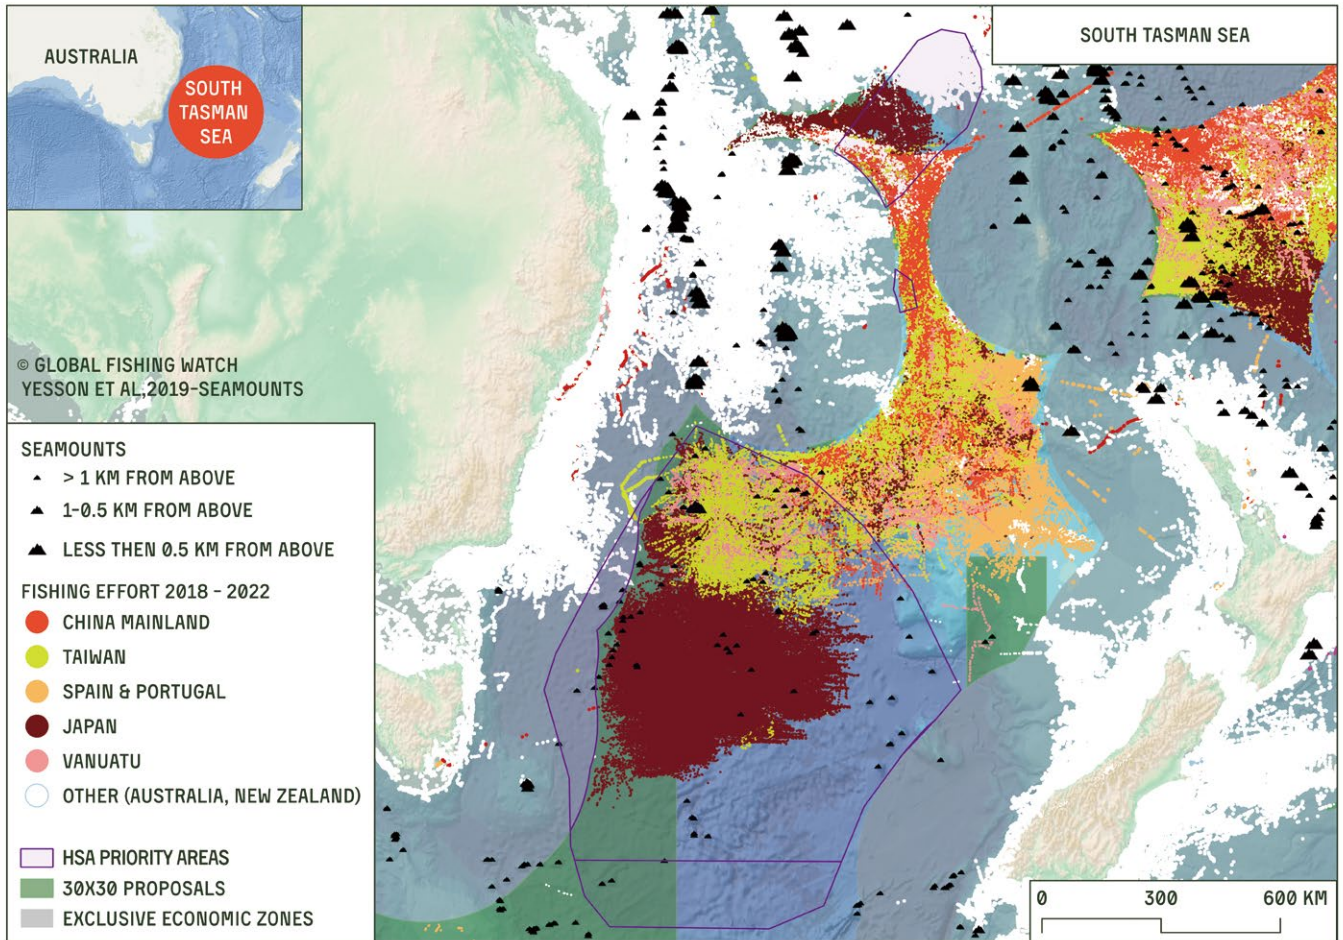 AUSTRALIA
SOUTH
TASMAN
SEA
SOUTH TASMAN SEA
© GLOBAL FISHING WATCH
YESSON ET AL,2019-SEAMOUNTS
SEAMOUNTS
> 1 KM FROM ABOVE
1-0.5 KM FROM ABOVE
LESS THEN 0.5 KM FROM ABOVE
FISHING EFFORT 2018 - 2022
CHINA MAINLAND
TAIWAN
SPAIN & PORTUGAL
JAPAN
VANUATU
OTHER (AUSTRALIA, NEW ZEALAND)
HSA PRIORITY AREAS
30X30 PROPOSALS
EXCLUSIVE ECONOMIC ZONES
0 300 600 KM